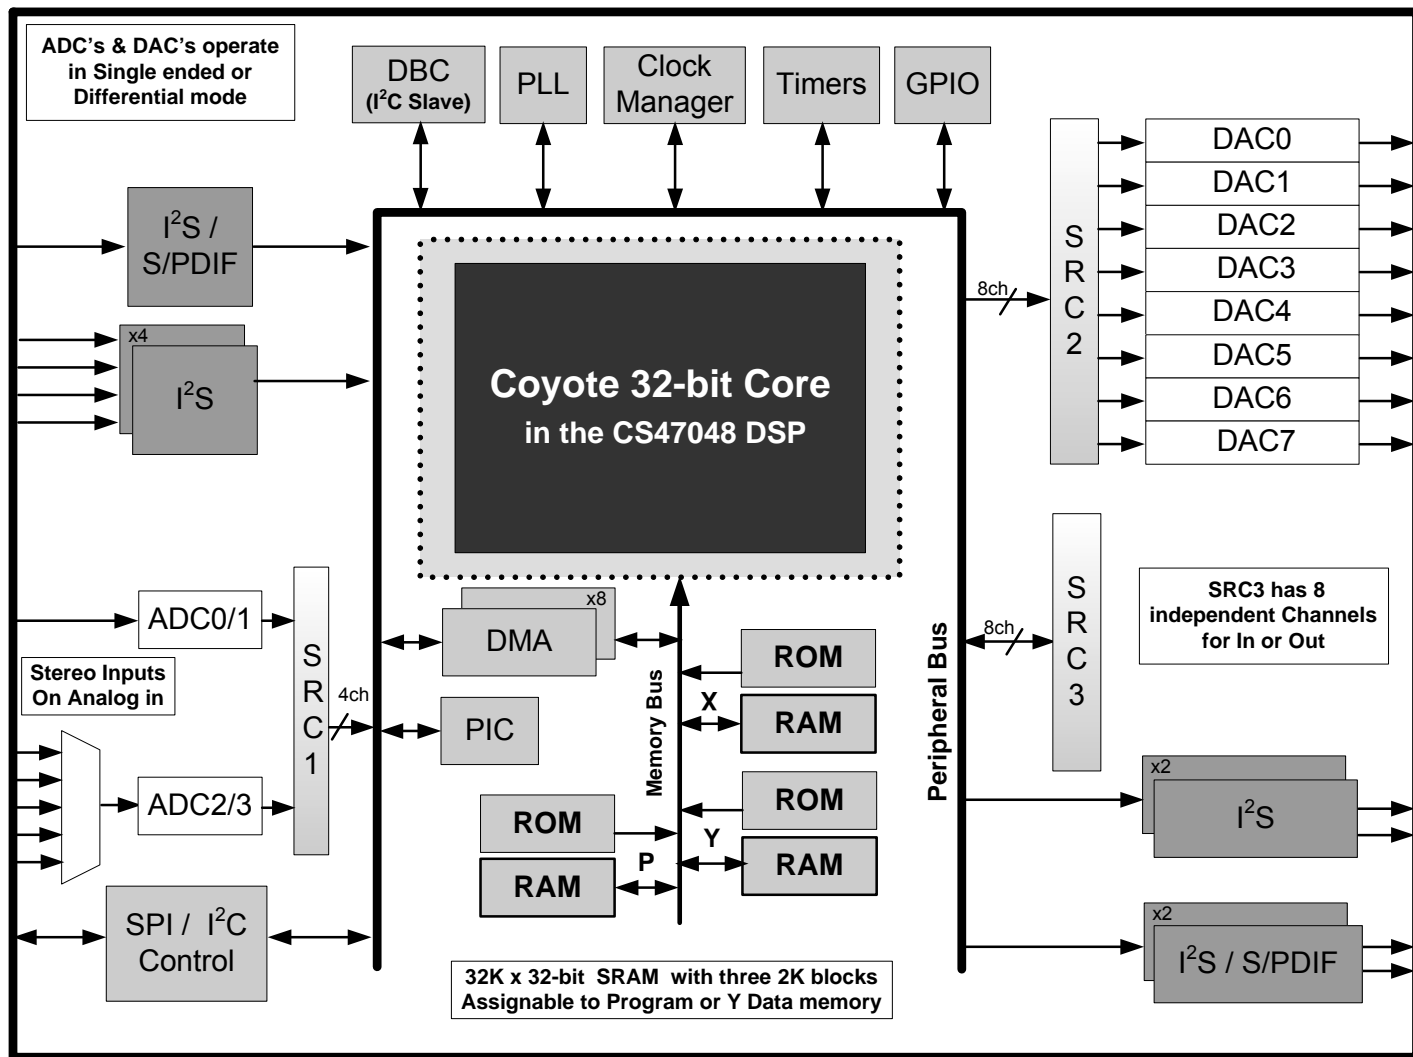 ADC's & DAC's operate
in Single ended or
Differential mode
DBC
(I²C Slave)
PLL
Clock
Manager
Timers
GPIO
I²S /
S/PDIF
x4
I²S
Coyote 32-bit Core
in the CS47048 DSP
8ch
S
R
C
2
DAC0
DAC1
DAC2
DAC3
DAC4
DAC5
DAC6
DAC7
ADC0/1
Stereo Inputs
On Analog in
ADC2/3
S
R
C
1
4ch
x8
DMA
PIC
Memory Bus
ROM
X
RAM
ROM
Y
RAM
ROM
P
RAM
Peripheral Bus
8ch
S
R
C
3
SRC3 has 8
independent Channels
for In or Out
x2
I²S
x2
I²S / S/PDIF
SPI / I²C
Control
32K x 32-bit SRAM with three 2K blocks
Assignable to Program or Y Data memory